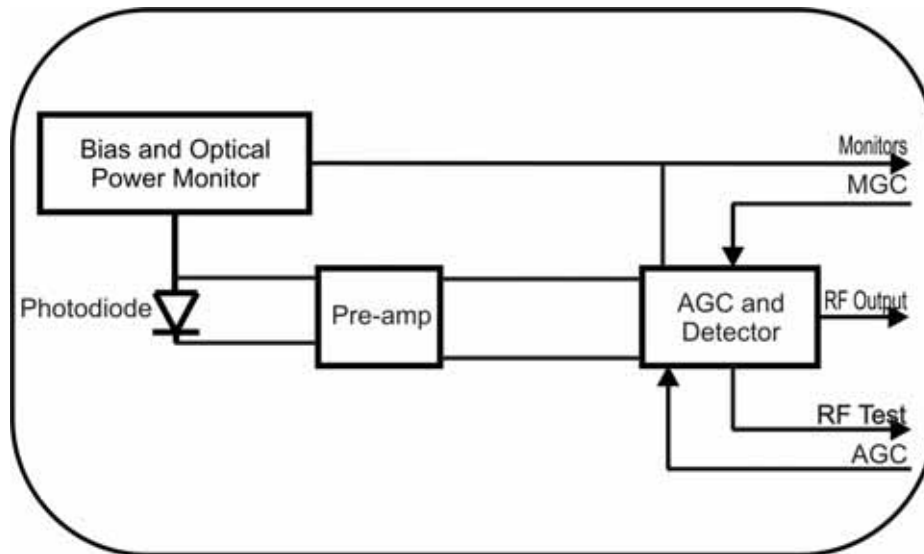 Bias and Optical
Power Monitor
Monitors
MGC
Photodiode
Pre-amp
AGC and
Detector
RF Output
RF Test
AGC